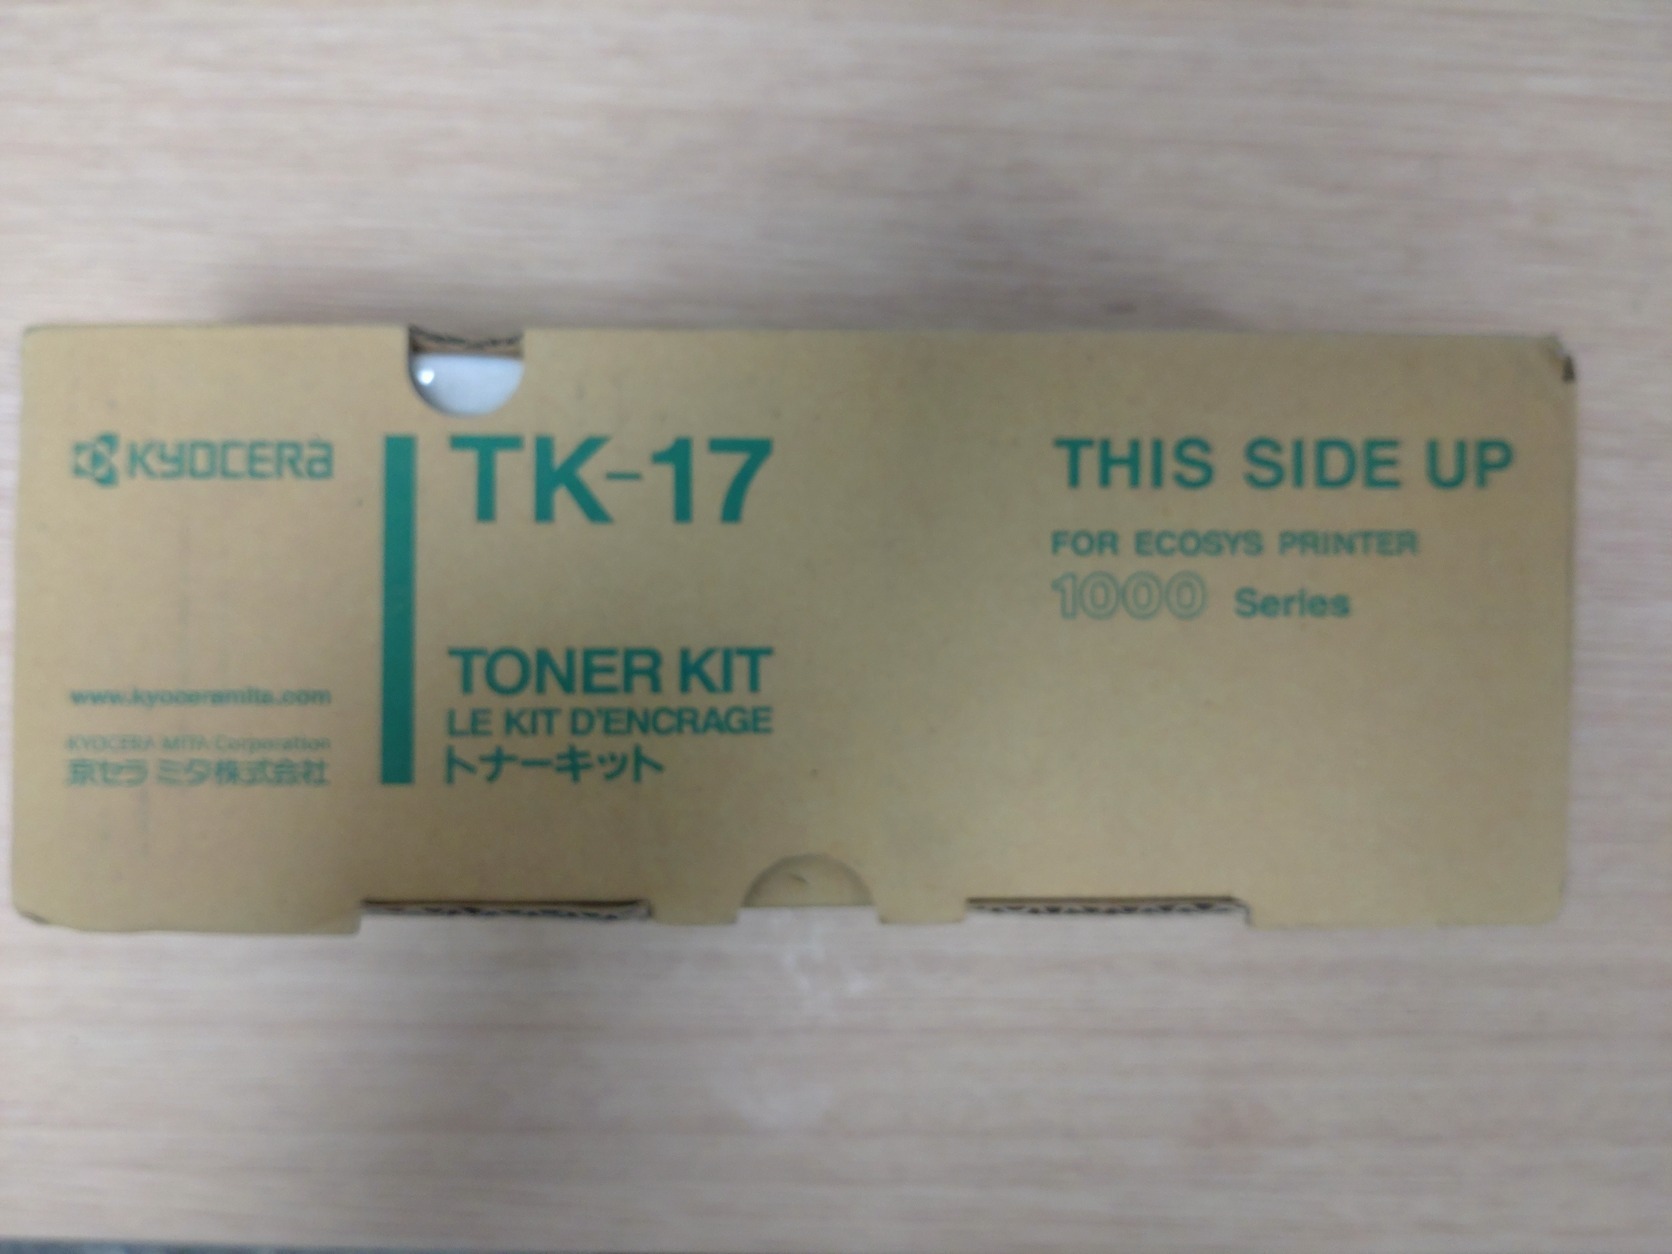 KYOCERA
TK-17
THIS SIDE UP
FOR ECOSYS PRINTER
1000 Series
TONER KIT
LE KIT D'ENCRAGE
トナーキット
www.kyoceramita.com
KYOCERA MITA Corporation
京セラ ミタ株式会社